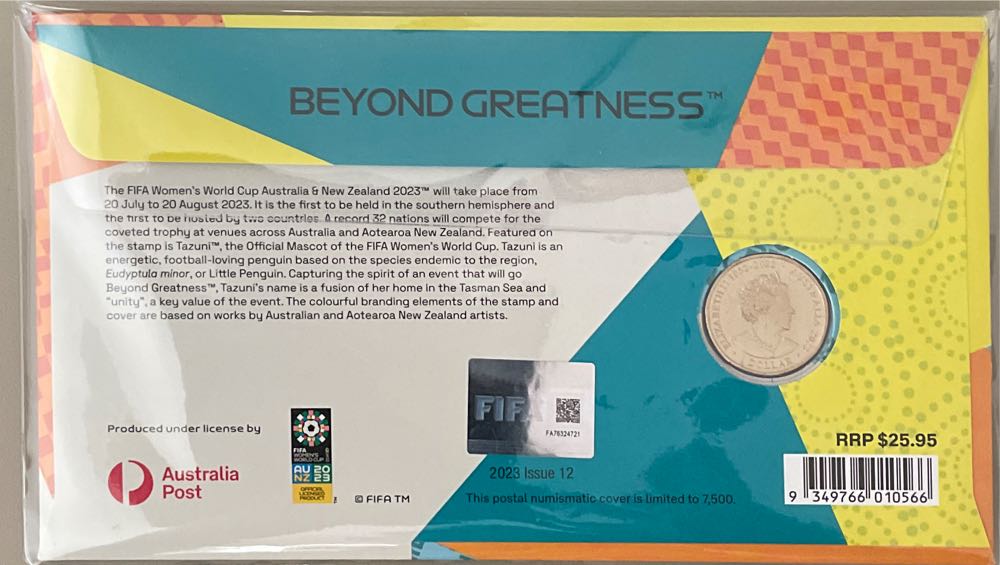 BEYOND GREATNESS™
The FIFA Women's World Cup Australia & New Zealand 2023™ will take place from
20 July to 20 August 2023. It is the first to be held in the southern hemisphere and
the first to be hosted by two countries. A record 32 nations will compete for the
coveted trophy at venues across Australia and Aotearoa New Zealand. Featured on
the stamp is Tazuni™, the Official Mascot of the FIFA Women's World Cup. Tazuni is an
energetic, football-loving penguin based on the species endemic to the region,
Eudyptula minor, or Little Penguin. Capturing the spirit of an event that will go
Beyond Greatness™, Tazuni's name is a fusion of her home in the Tasman Sea and
"unity", a key value of the event. The colourful branding elements of the stamp and
cover are based on works by Australian and Aotearoa New Zealand artists.
ELIZABETH II 1952-2022 AUSTRALIA
1 DOLLAR
Produced under license by
Australia
Post
FIFA
WOMEN'S
WORLD CUP
AU 20
NZ 23
OFFICIAL
LICENSED
PRODUCT
™
© FIFA TM
FIFA
FA76324721
2023 Issue 12
This postal numismatic cover is limited to 7,500.
RRP $25.95
9 349766 010566